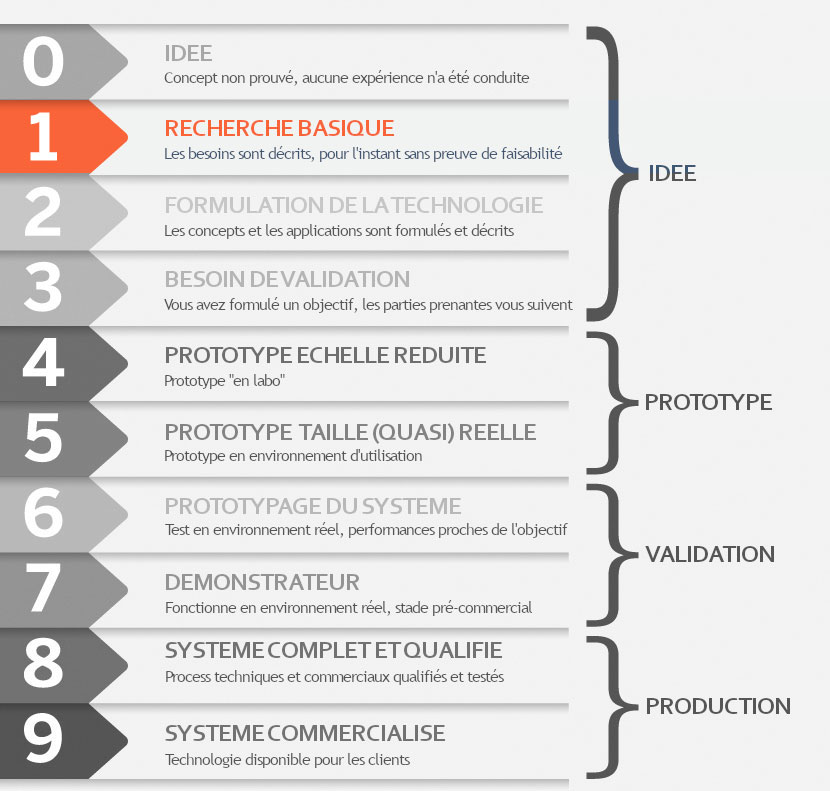 0
IDEE
Concept non prouvé, aucune expérience n'a été conduite
1
RECHERCHE BASIQUE
Les besoins sont décrits, pour l'instant sans preuve de faisabilité
IDEE
2
FORMULATION DE LA TECHNOLOGIE
Les concepts et les applications sont formulés et décrits
3
BESOIN DE VALIDATION
Vous avez formulé un objectif, les parties prenantes vous suivent
4
PROTOTYPE ECHELLE REDUITE
Prototype "en labo"
PROTOTYPE
5
PROTOTYPE TAILLE (QUASI) REELLE
Prototype en environnement d'utilisation
6
PROTOTYPAGE DU SYSTEME
Test en environnement réel, performances proches de l'objectif
VALIDATION
7
DEMONSTRATEUR
Fonctionne en environnement réel, stade pré-commercial
8
SYSTEME COMPLET ET QUALIFIE
Process techniques et commerciaux qualifiés et testés
PRODUCTION
9
SYSTEME COMMERCIALISE
Technologie disponible pour les clients